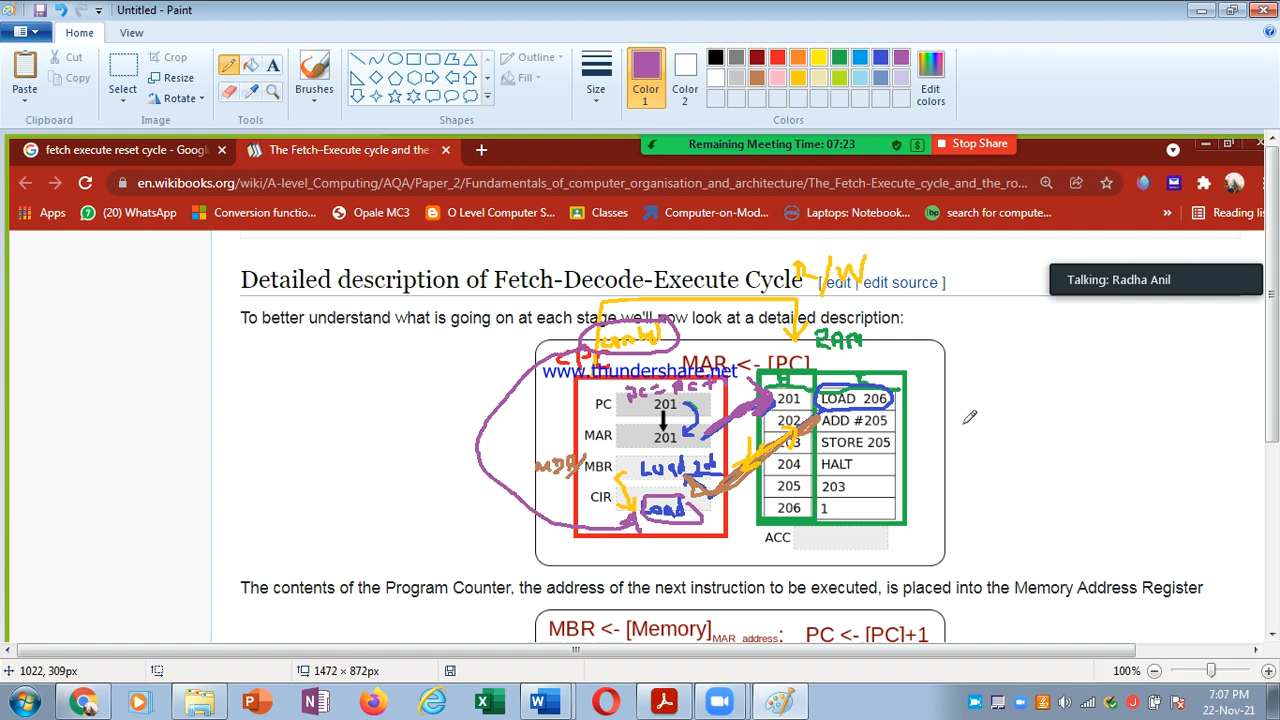 Untitled - Paint
Home View
Paste
Cut
Copy
Clipboard
Select
Crop
Resize
Rotate
Image
A
Tools
Brushes
Outline
Fill
Shapes
Size
Color 1
Color 2
Edit colors
Colors
fetch execute reset cycle - Googl
The Fetch–Execute cycle and the
Remaining Meeting Time: 07:23
Stop Share
en.wikibooks.org/wiki/A-level_Computing/AQA/Paper_2/Fundamentals_of_computer_organisation_and_architecture/The_Fetch-Execute_cycle_and_the_ro...
Apps
(20) WhatsApp
Conversion functio...
Opale MC3
O Level Computer S...
Classes
Computer-on-Mod...
Laptops: Notebook...
search for compute...
»
Reading lis
Talking: Radha Anil
R/W
Detailed description of Fetch-Decode-Execute Cycle [ edit | edit source ]
To better understand what is going on at each stage we'll now look at a detailed description:
RAM
MAR <- [PC]
www.thundershare.net
PC 201
MAR 201
MBR
CIR
Load
201 LOAD 206
202 ADD #205
203 STORE 205
204 HALT
205 203
206 1
ACC
The contents of the Program Counter, the address of the next instruction to be executed, is placed into the Memory Address Register
MBR <- [Memory]MAR address; PC <- [PC]+1
1022, 309px
1472 × 872px
100%
7:07 PM
22-Nov-21